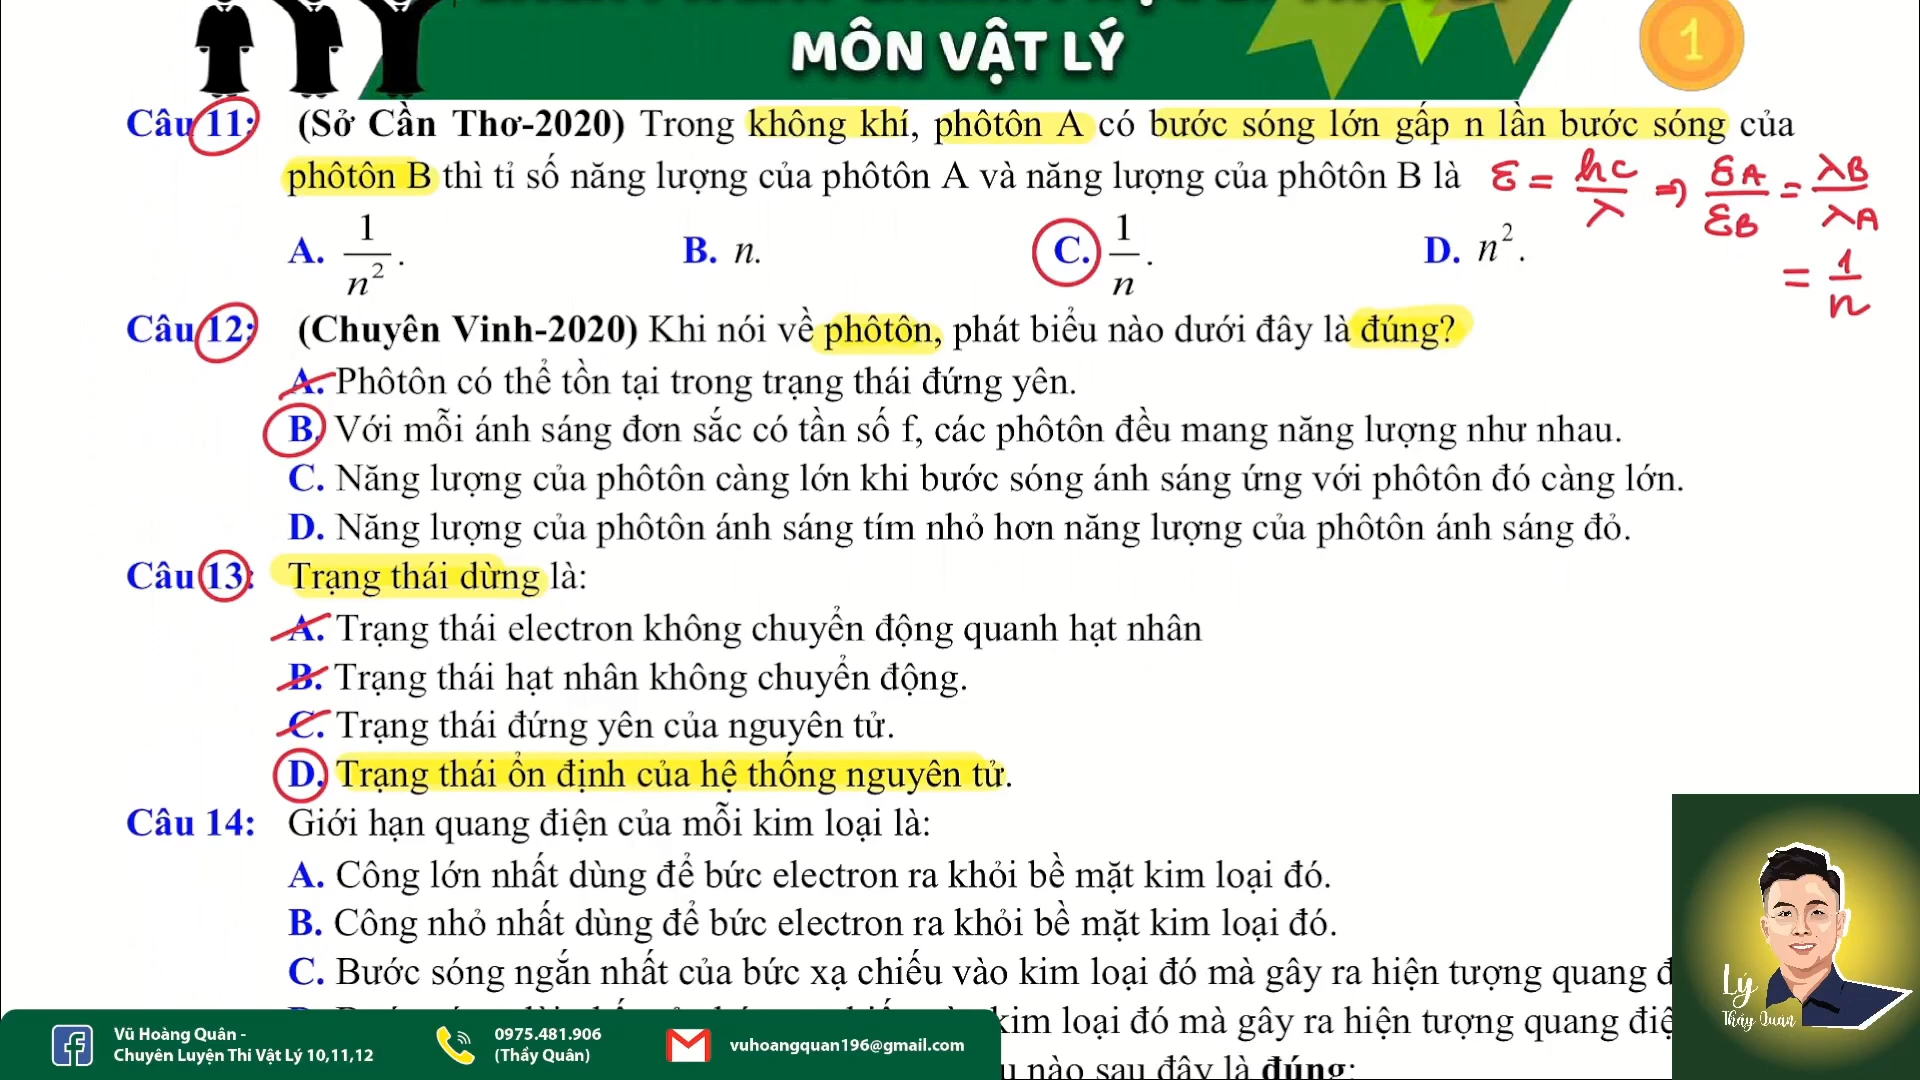 MÔN VẬT LÝ
1
Câu 11: (Sở Cần Thơ-2020) Trong không khí, phôtôn A có bước sóng lớn gấp n lần bước sóng của
phôtôn B thì tỉ số năng lượng của phôtôn A và năng lượng của phôtôn B là ε = hc/λ ⇒ εA/εB = λB/λA
A. 1/n². B. n. C. 1/n. D. n².
= 1/n
Câu 12: (Chuyên Vinh-2020) Khi nói về phôtôn, phát biểu nào dưới đây là đúng?
A. Phôtôn có thể tồn tại trong trạng thái đứng yên.
B. Với mỗi ánh sáng đơn sắc có tần số f, các phôtôn đều mang năng lượng như nhau.
C. Năng lượng của phôtôn càng lớn khi bước sóng ánh sáng ứng với phôtôn đó càng lớn.
D. Năng lượng của phôtôn ánh sáng tím nhỏ hơn năng lượng của phôtôn ánh sáng đỏ.
Câu 13: Trạng thái dừng là:
A. Trạng thái electron không chuyển động quanh hạt nhân
B. Trạng thái hạt nhân không chuyển động.
C. Trạng thái đứng yên của nguyên tử.
D. Trạng thái ổn định của hệ thống nguyên tử.
Câu 14: Giới hạn quang điện của mỗi kim loại là:
A. Công lớn nhất dùng để bức electron ra khỏi bề mặt kim loại đó.
B. Công nhỏ nhất dùng để bức electron ra khỏi bề mặt kim loại đó.
C. Bước sóng ngắn nhất của bức xạ chiếu vào kim loại đó mà gây ra hiện tượng quang
kim loại đó mà gây ra hiện tượng quang
nào sau đây là đúng:
Lý
Thầy Quân
Vũ Hoàng Quân -
Chuyên Luyện Thi Vật Lý 10,11,12
0975.481.906
(Thầy Quân)
vuhoangquan196@gmail.com